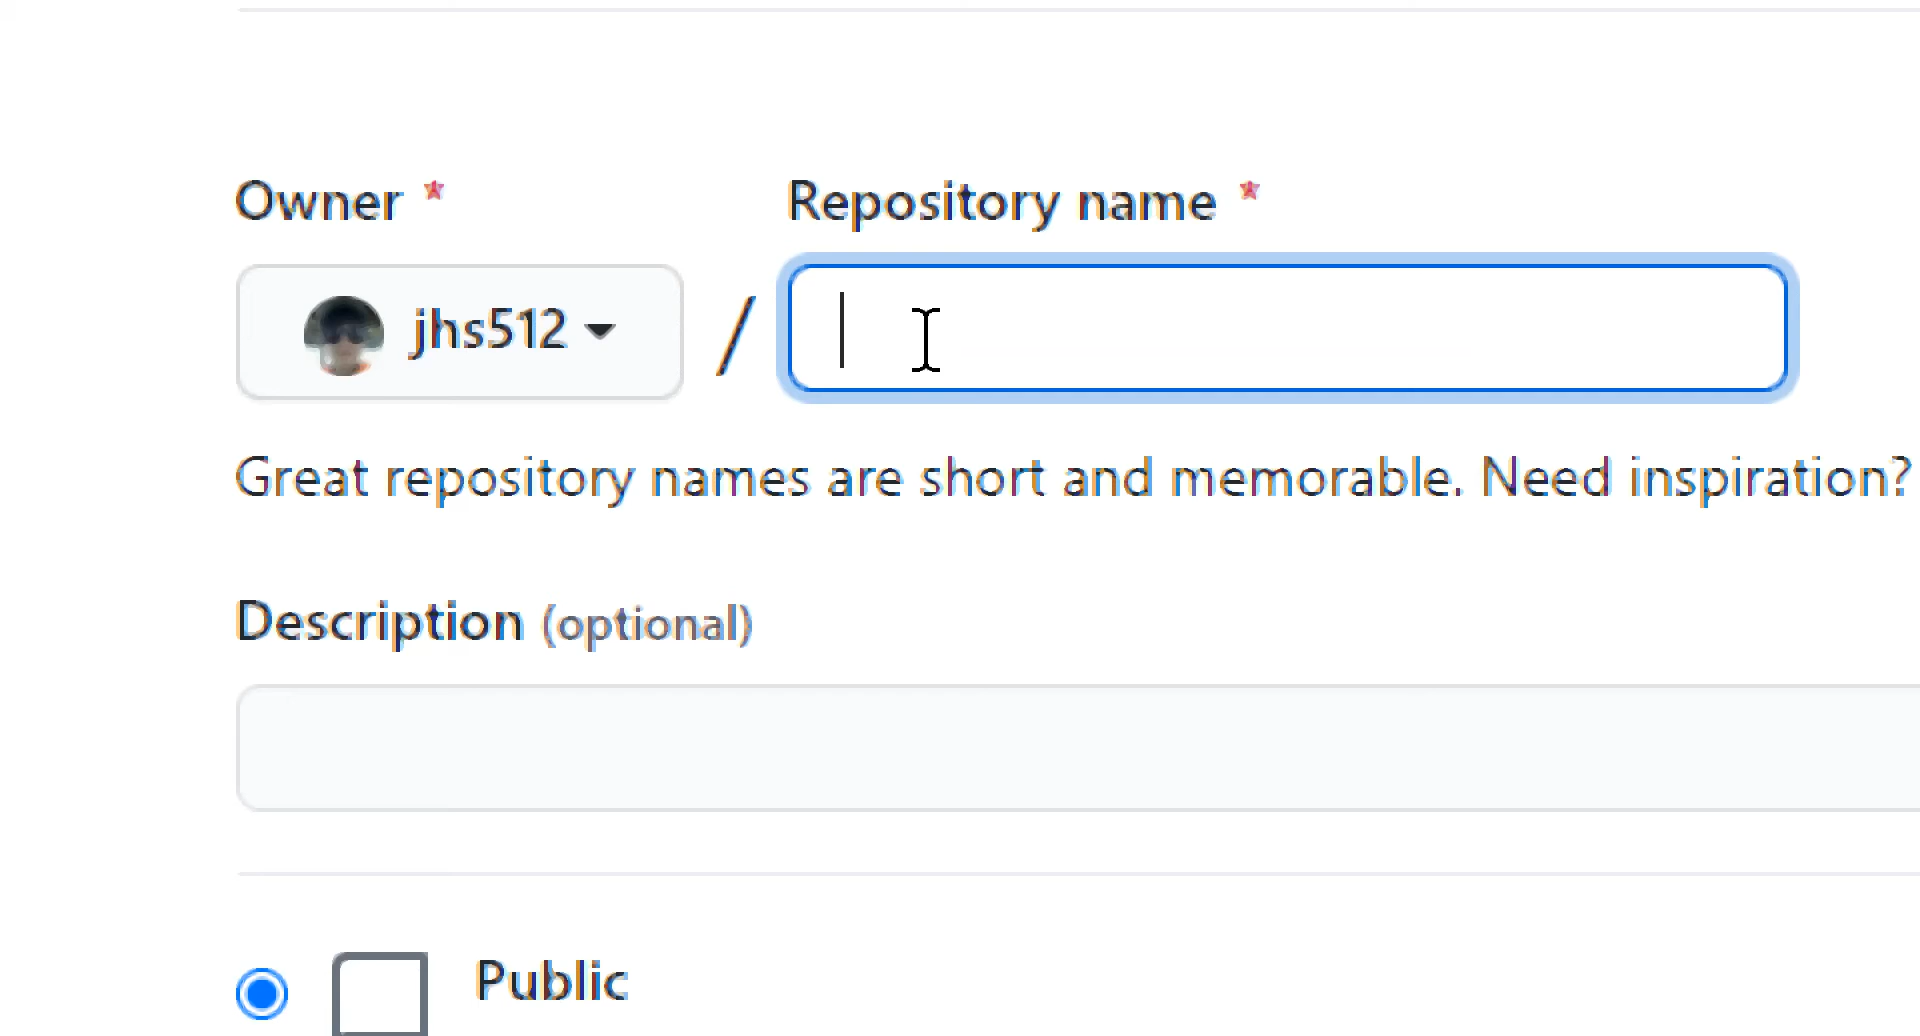 Owner * Repository name *
jhs512 /
Great repository names are short and memorable. Need inspiration?
Description (optional)
Public